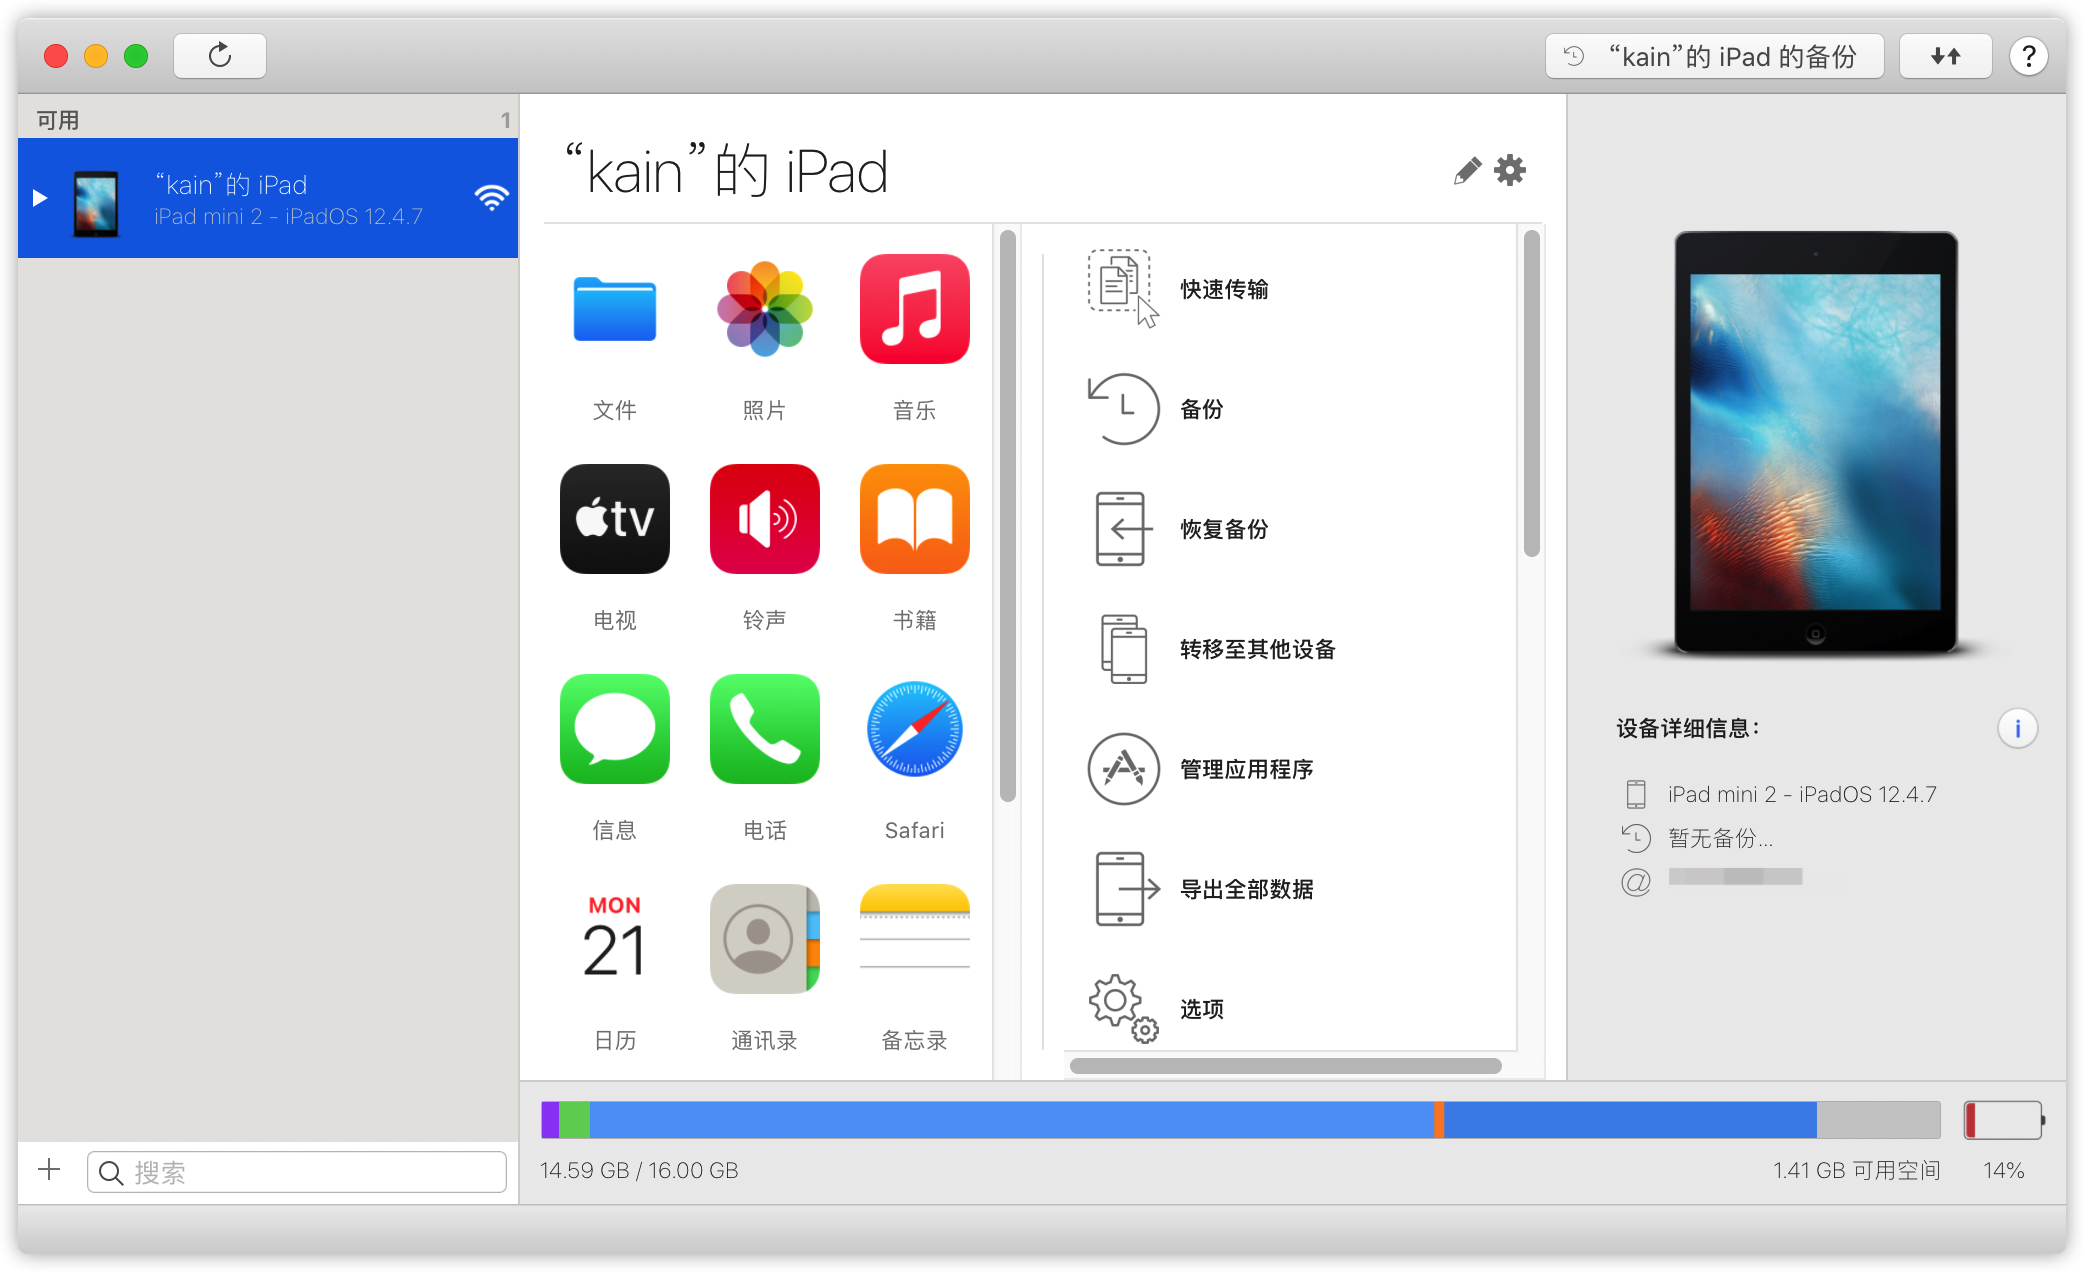 “kain”的 iPad 的备份
?
可用
1
“kain”的 iPad
iPad mini 2 - iPadOS 12.4.7
“kain”的 iPad
文件
照片
音乐
tv
电视
铃声
书籍
信息
电话
Safari
MON
21
日历
通讯录
备忘录
快速传输
备份
恢复备份
转移至其他设备
管理应用程序
导出全部数据
选项
设备详细信息：
i
iPad mini 2 - iPadOS 12.4.7
暂无备份...
@
搜索
14.59 GB / 16.00 GB
1.41 GB 可用空间
14%